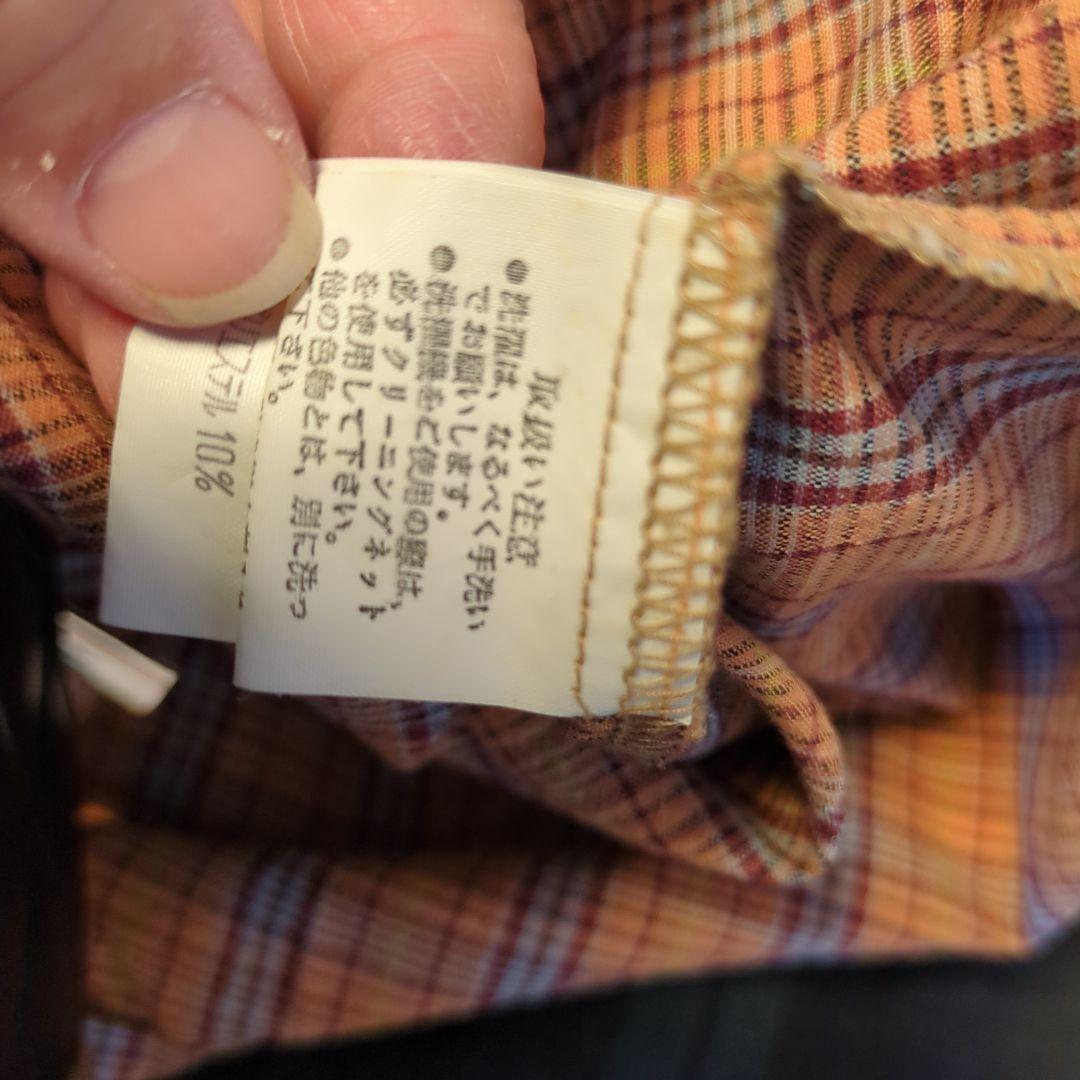 取扱い注意
●洗濯は、なるべく手洗い
でお願いします。
●洗濯機をご使用の際は、
必ずクリーニングネット
を使用して下さい。
●他の色物とは、別に洗っ
て下さい。
リエステル 10%